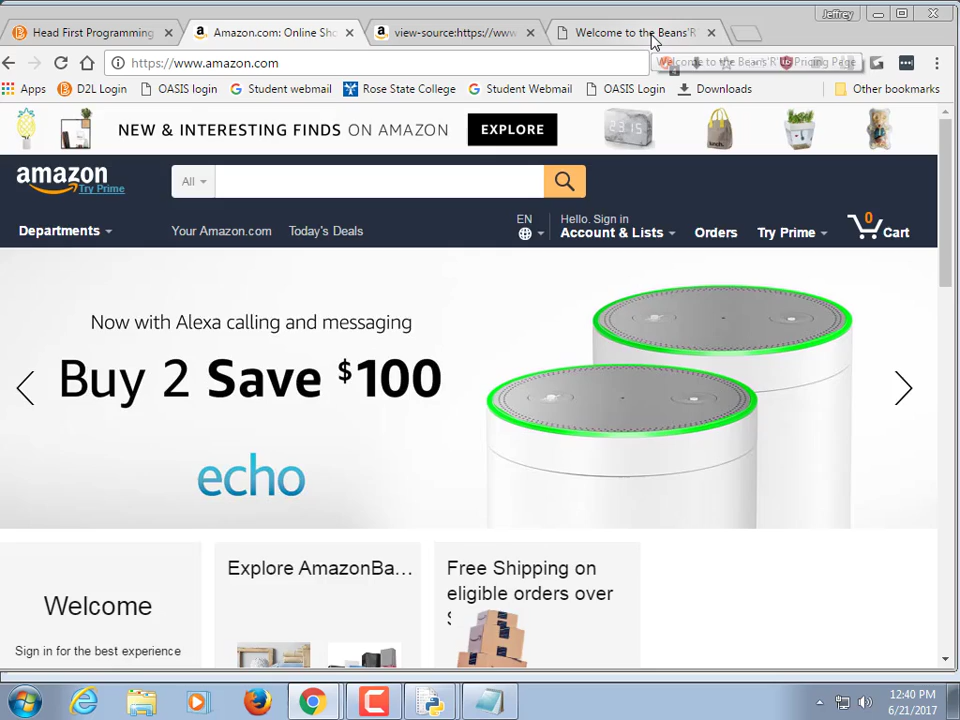 Jeffrey
Head First Programming
Amazon.com: Online Sho
view-source:https://www
Welcome to the Beans'R
https://www.amazon.com
Welcome to the Beans'R Pricing Page
Apps
D2L Login
OASIS login
Student webmail
Rose State College
Student Webmail
OASIS Login
Downloads
Other bookmarks
NEW & INTERESTING FINDS ON AMAZON
EXPLORE
23:15
amazon
Try Prime
All
Departments
Your Amazon.com
Today's Deals
EN
Hello. Sign in
Account & Lists
Orders
Try Prime
0
Cart
Now with Alexa calling and messaging
Buy 2 Save $100
echo
Welcome
Sign in for the best experience
Explore AmazonBa…
Free Shipping on
eligible orders over
12:40 PM
6/21/2017